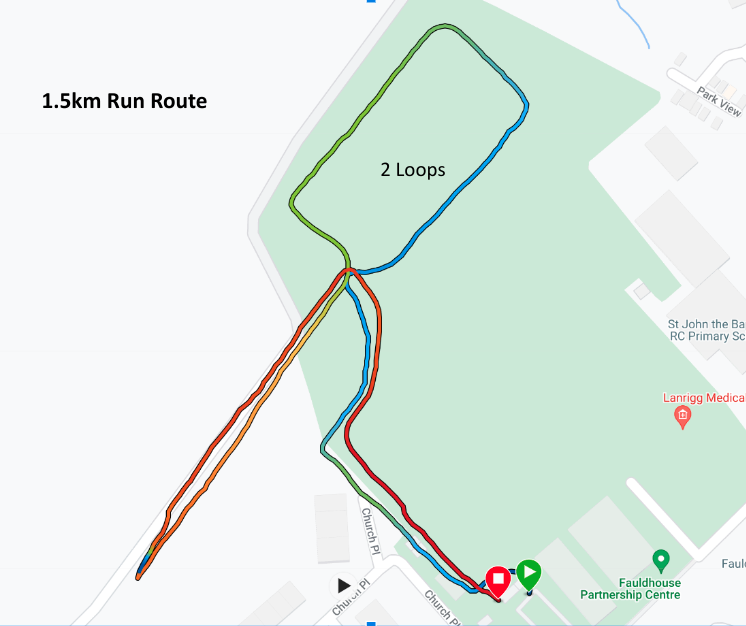 1.5km Run Route
2 Loops
Park View
St John the Ba
RC Primary Sc
Lanrigg Medica
Church Pl
Church Pl
Church Pl
Fauldhouse
Partnership Centre
Faul